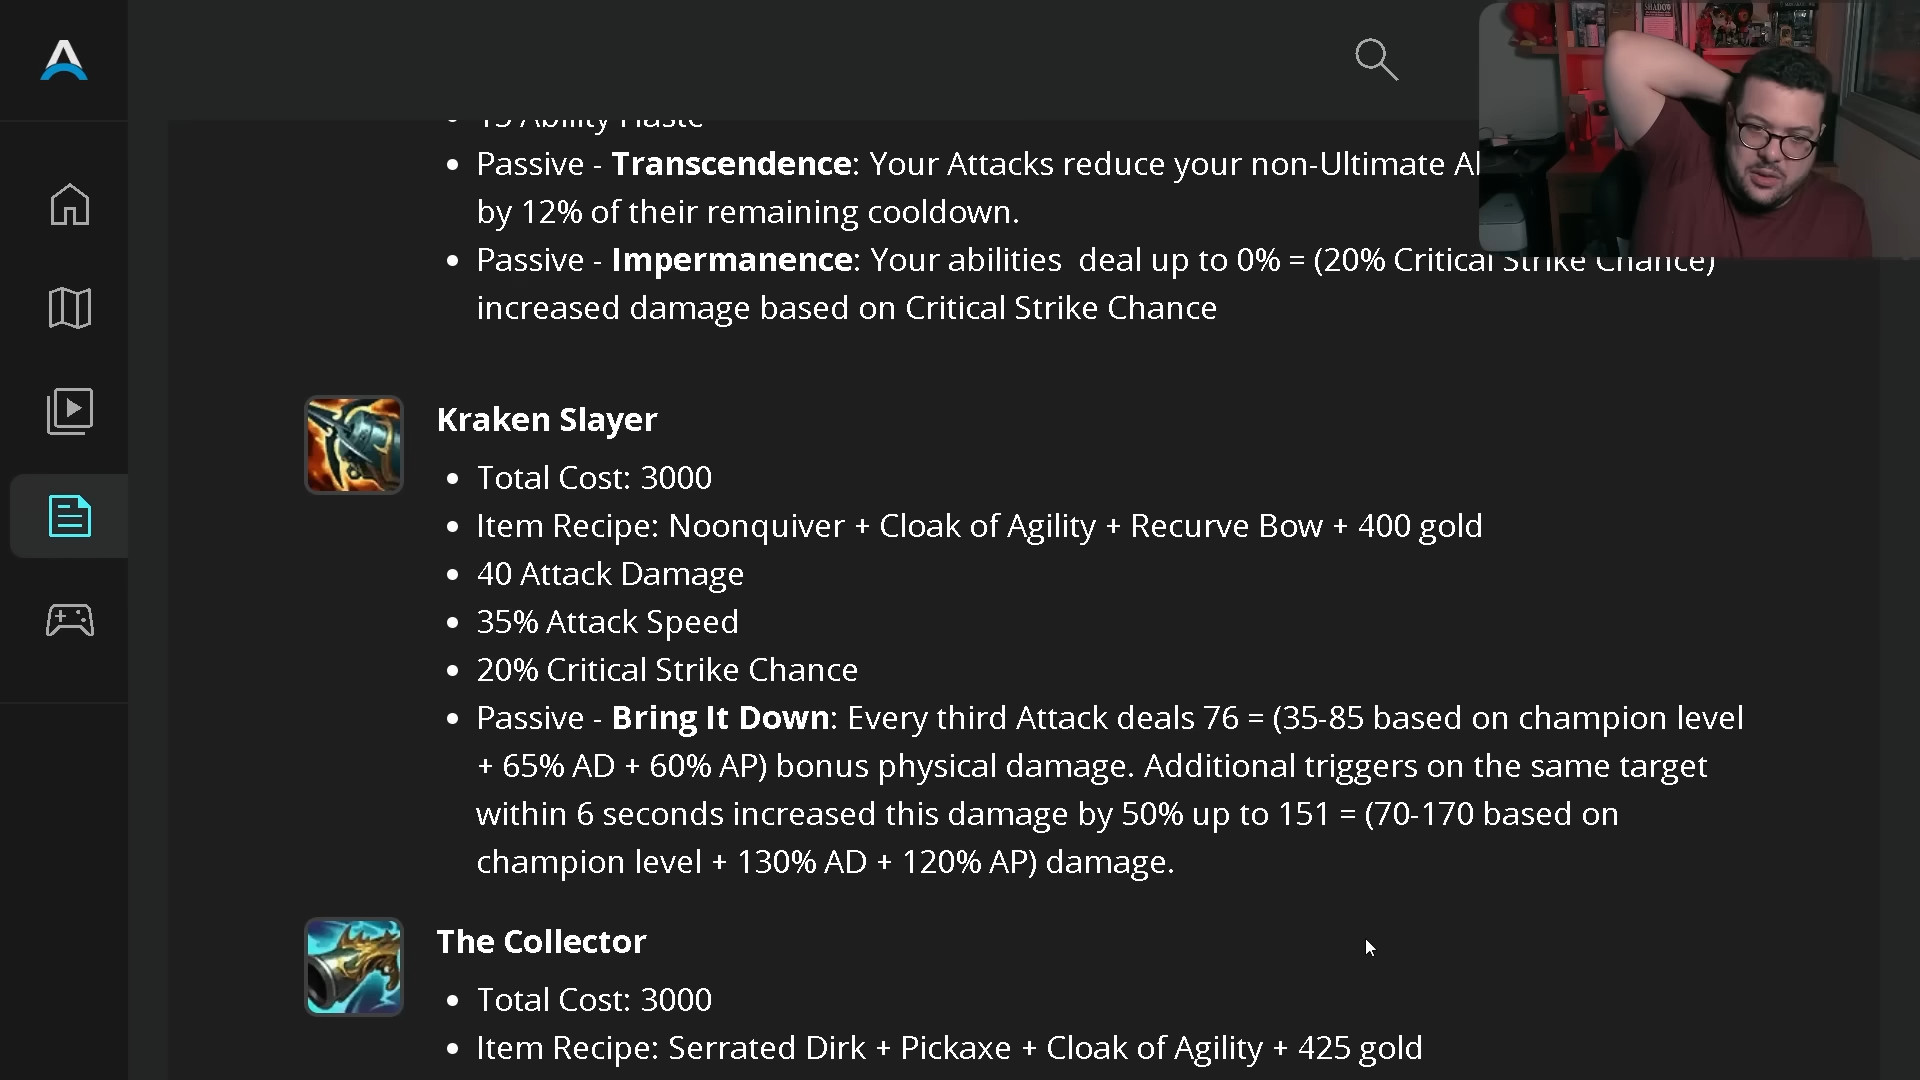 15 Ability Haste
Passive - Transcendence: Your Attacks reduce your non-Ultimate
by 12% of their remaining cooldown.
Passive - Impermanence: Your abilities deal up to 0% = (20% Critical Strike Chance)
increased damage based on Critical Strike Chance
Kraken Slayer
Total Cost: 3000
Item Recipe: Noonquiver + Cloak of Agility + Recurve Bow + 400 gold
40 Attack Damage
35% Attack Speed
20% Critical Strike Chance
Passive - Bring It Down: Every third Attack deals 76 = (35-85 based on champion level
+ 65% AD + 60% AP) bonus physical damage. Additional triggers on the same target
within 6 seconds increased this damage by 50% up to 151 = (70-170 based on
champion level + 130% AD + 120% AP) damage.
The Collector
Total Cost: 3000
Item Recipe: Serrated Dirk + Pickaxe + Cloak of Agility + 425 gold